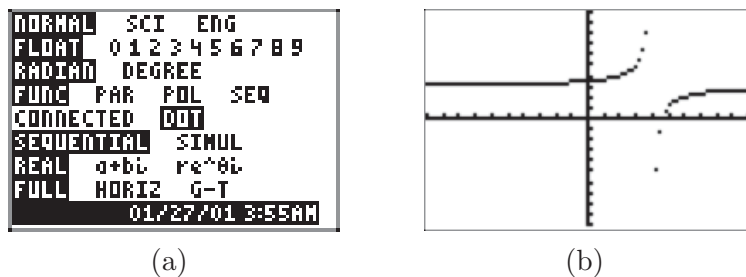 NORMAL SCI ENG
FLOAT 0 1 2 3 4 5 6 7 8 9
RADIAN DEGREE
FUNC PAR POL SEQ
CONNECTED DOT
SEQUENTIAL SIMUL
REAL a+bi re^θi
FULL HORIZ G-T
01/27/01 3:55AM
(a) (b)